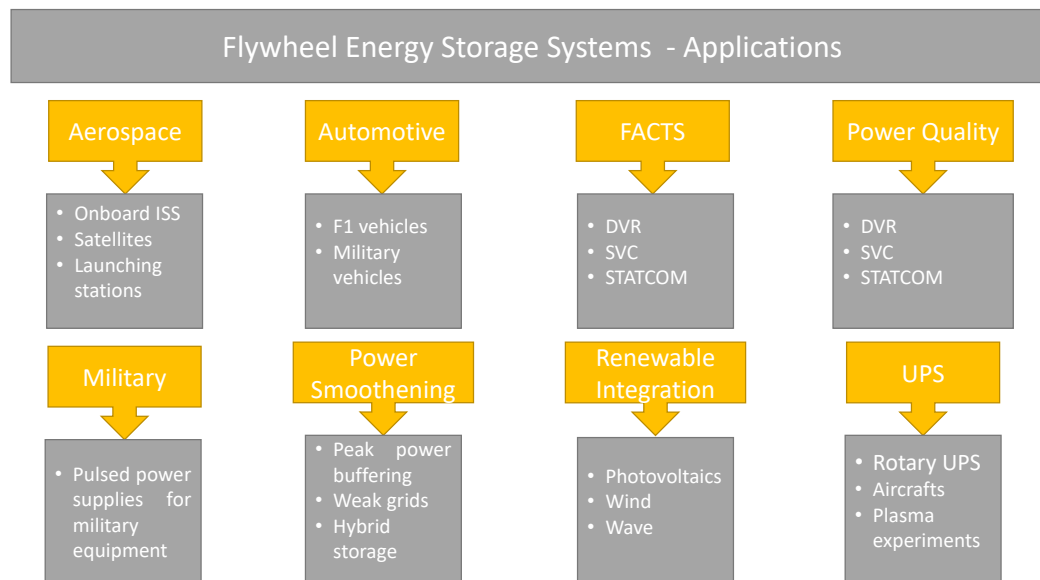 Flywheel Energy Storage Systems - Applications
Aerospace
• Onboard ISS
• Satellites
• Launching
stations
Automotive
• F1 vehicles
• Military
vehicles
FACTS
• DVR
• SVC
• STATCOM
Power Quality
• DVR
• SVC
• STATCOM
Military
• Pulsed power
supplies for
military
equipment
Power
Smoothening
• Peak power
buffering
• Weak grids
• Hybrid
storage
Renewable
Integration
• Photovoltaics
• Wind
• Wave
UPS
• Rotary UPS
• Aircrafts
• Plasma
experiments